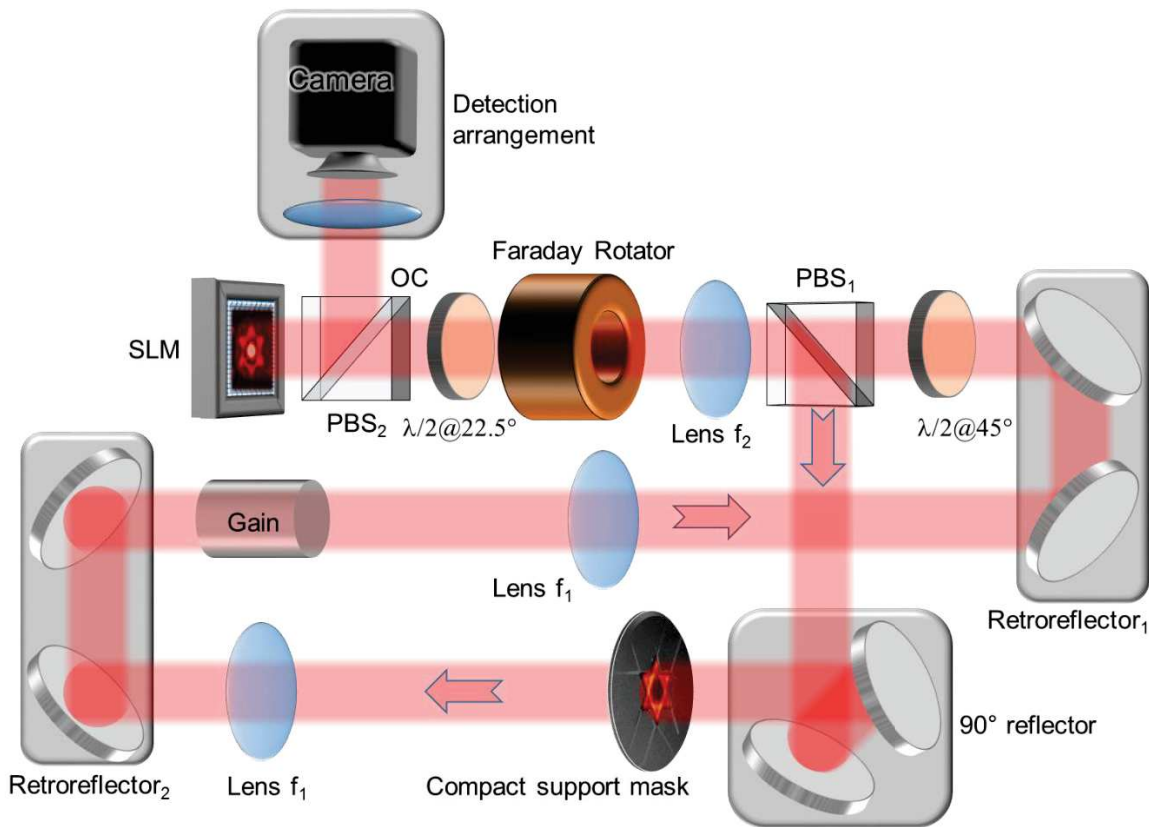 Camera
Detection
arrangement
Faraday Rotator
OC
PBS₁
SLM
PBS₂
λ/2@22.5°
Lens f₂
λ/2@45°
Gain
Lens f₁
Retroreflector₁
90° reflector
Retroreflector₂
Lens f₁
Compact support mask